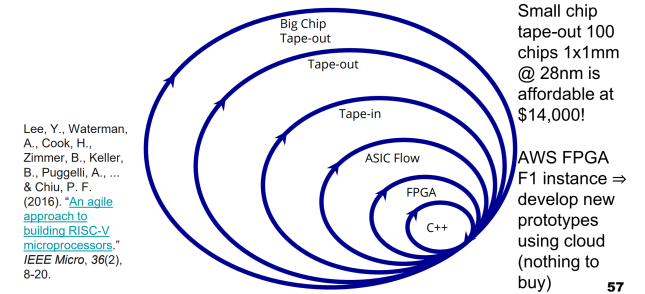 Lee, Y., Waterman,
A., Cook, H.,
Zimmer, B., Keller,
B., Puggelli, A., ...
& Chiu, P. F.
(2016). “An agile
approach to
building RISC-V
microprocessors.”
IEEE Micro, 36(2),
8-20.
Big Chip
Tape-out
Tape-out
Tape-in
ASIC Flow
FPGA
C++
Small chip
tape-out 100
chips 1x1mm
@ 28nm is
affordable at
$14,000!
AWS FPGA
F1 instance ⇒
develop new
prototypes
using cloud
(nothing to
buy)
57